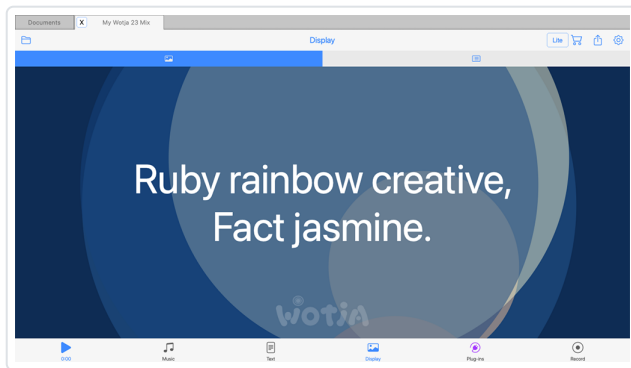 Documents
X
My Wotja 23 Mix
Display
Lite
Ruby rainbow creative,
Fact jasmine.
wotja
0:00
Music
Text
Display
Plug-ins
Record